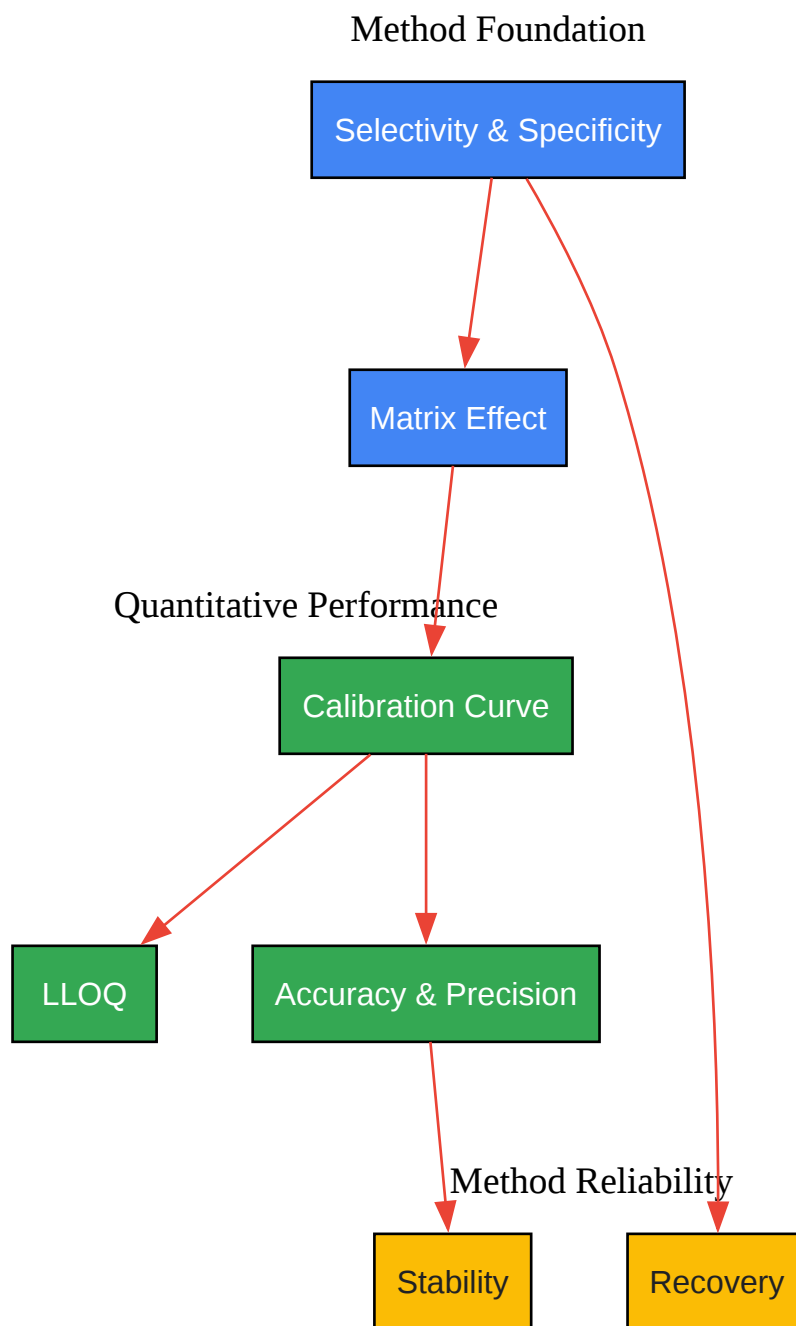 Method Foundation
Selectivity & Specificity
Matrix Effect
Quantitative Performance
Calibration Curve
LLOQ
Accuracy & Precision
Method Reliability
Stability
Recovery